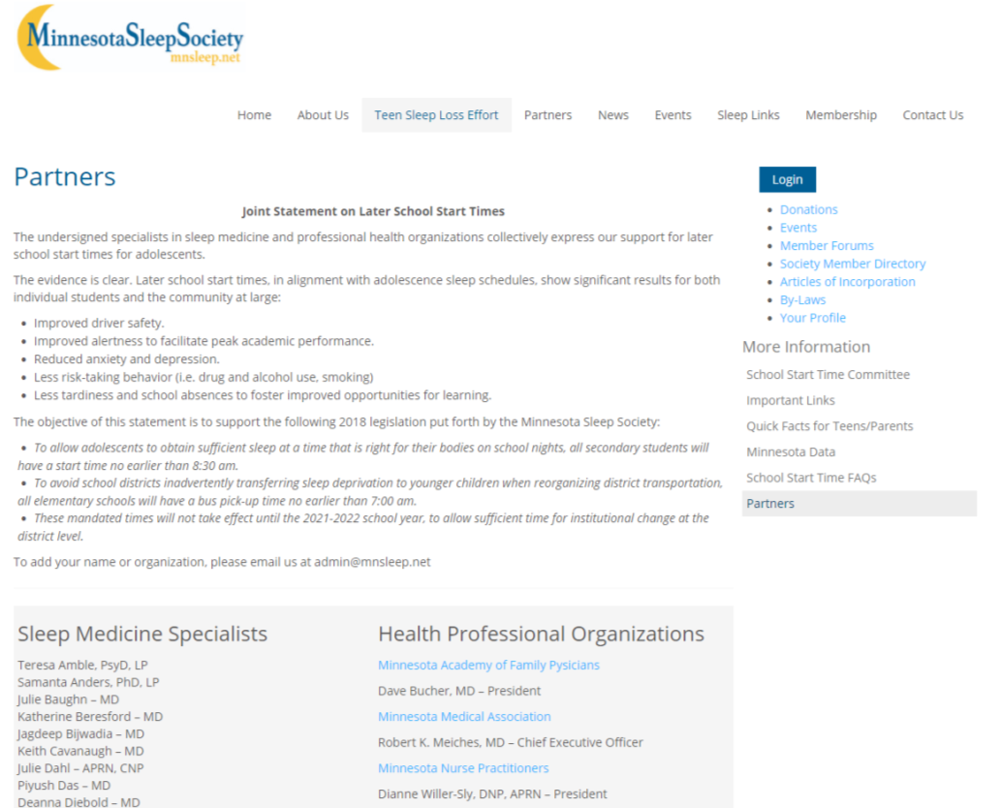 MinnesotaSleepSociety
mnsleep.net
Home About Us Teen Sleep Loss Effort Partners News Events Sleep Links Membership Contact Us
Partners
Joint Statement on Later School Start Times
The undersigned specialists in sleep medicine and professional health organizations collectively express our support for later
school start times for adolescents.
The evidence is clear. Later school start times, in alignment with adolescence sleep schedules, show significant results for both
individual students and the community at large:
• Improved driver safety.
• Improved alertness to facilitate peak academic performance.
• Reduced anxiety and depression.
• Less risk-taking behavior (i.e. drug and alcohol use, smoking)
• Less tardiness and school absences to foster improved opportunities for learning.
The objective of this statement is to support the following 2018 legislation put forth by the Minnesota Sleep Society:
• To allow adolescents to obtain sufficient sleep at a time that is right for their bodies on school nights, all secondary students will
have a start time no earlier than 8:30 am.
• To avoid school districts inadvertently transferring sleep deprivation to younger children when reorganizing district transportation,
all elementary schools will have a bus pick-up time no earlier than 7:00 am.
• These mandated times will not take effect until the 2021-2022 school year, to allow sufficient time for institutional change at the
district level.
To add your name or organization, please email us at admin@mnsleep.net
Sleep Medicine Specialists
Teresa Amble, PsyD, LP
Samanta Anders, PhD, LP
Julie Baughn – MD
Katherine Beresford – MD
Jagdeep Bijwadia – MD
Keith Cavanaugh – MD
Julie Dahl – APRN, CNP
Piyush Das – MD
Deanna Diebold – MD
Health Professional Organizations
Minnesota Academy of Family Pysicians
Dave Bucher, MD – President
Minnesota Medical Association
Robert K. Meiches, MD – Chief Executive Officer
Minnesota Nurse Practitioners
Dianne Willer-Sly, DNP, APRN – President
Login
• Donations
• Events
• Member Forums
• Society Member Directory
• Articles of Incorporation
• By-Laws
• Your Profile
More Information
School Start Time Committee
Important Links
Quick Facts for Teens/Parents
Minnesota Data
School Start Time FAQs
Partners